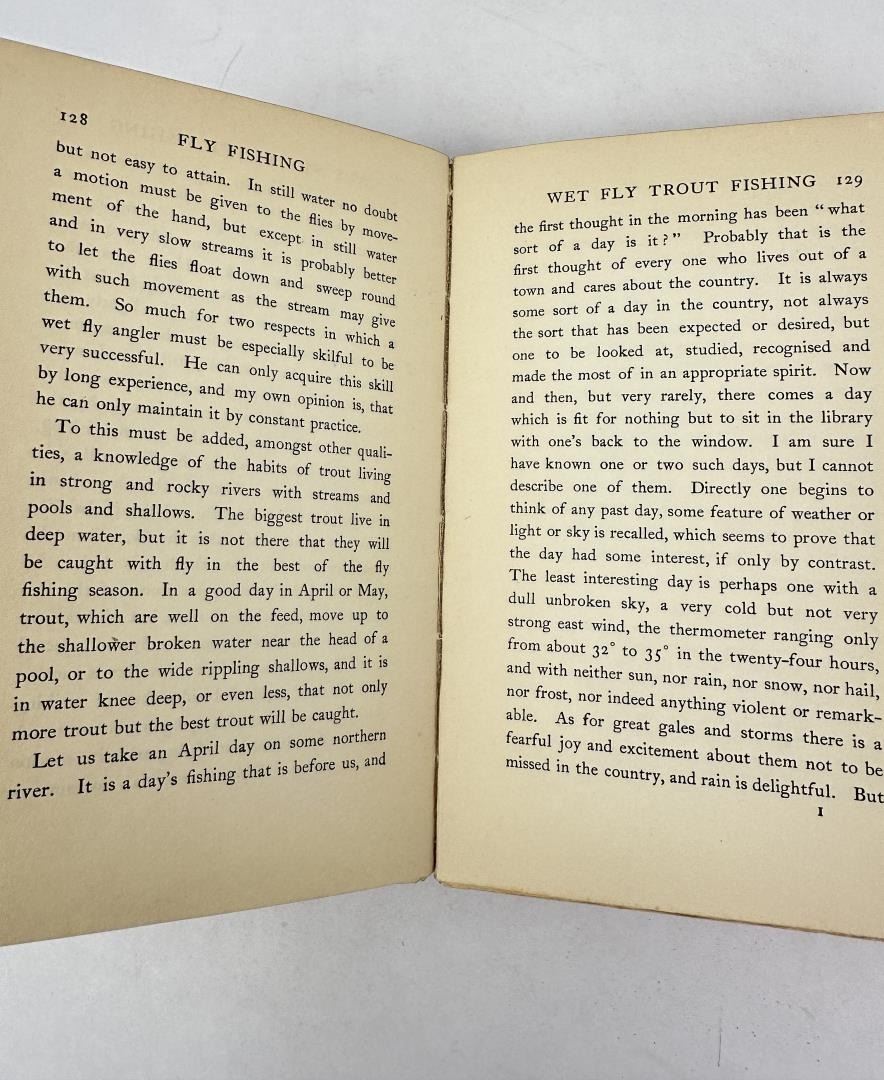 128
FLY FISHING
but not easy to attain. In still water no doubt
a motion must be given to the flies by move-
ment of the hand, but except in still water
and in very slow streams it is probably better
to let the flies float down and sweep round
with such movement as the stream may give
them. So much for two respects in which a
wet fly angler must be especially skilful to be
very successful. He can only acquire this skill
by long experience, and my own opinion is, that
he can only maintain it by constant practice.
To this must be added, amongst other quali-
ties, a knowledge of the habits of trout living
in strong and rocky rivers with streams and
pools and shallows. The biggest trout live in
deep water, but it is not there that they will
be caught with fly in the best of the fly
fishing season. In a good day in April or May,
trout, which are well on the feed, move up to
the shallower broken water near the head of a
pool, or to the wide rippling shallows, and it is
in water knee deep, or even less, that not only
more trout but the best trout will be caught.
Let us take an April day on some northern
river. It is a day's fishing that is before us, and
WET FLY TROUT FISHING 129
the first thought in the morning has been "what
sort of a day is it?" Probably that is the
first thought of every one who lives out of a
town and cares about the country. It is always
some sort of a day in the country, not always
the sort that has been expected or desired, but
one to be looked at, studied, recognised and
made the most of in an appropriate spirit. Now
and then, but very rarely, there comes a day
which is fit for nothing but to sit in the library
with one's back to the window. I am sure I
have known one or two such days, but I cannot
describe one of them. Directly one begins to
think of any past day, some feature of weather or
light or sky is recalled, which seems to prove that
the day had some interest, if only by contrast.
The least interesting day is perhaps one with a
dull unbroken sky, a very cold but not very
strong east wind, the thermometer ranging only
from about 32° to 35° in the twenty-four hours,
and with neither sun, nor rain, nor snow, nor hail,
nor frost, nor indeed anything violent or remark-
able. As for great gales and storms there is a
fearful joy and excitement about them not to be
missed in the country, and rain is delightful. But
I